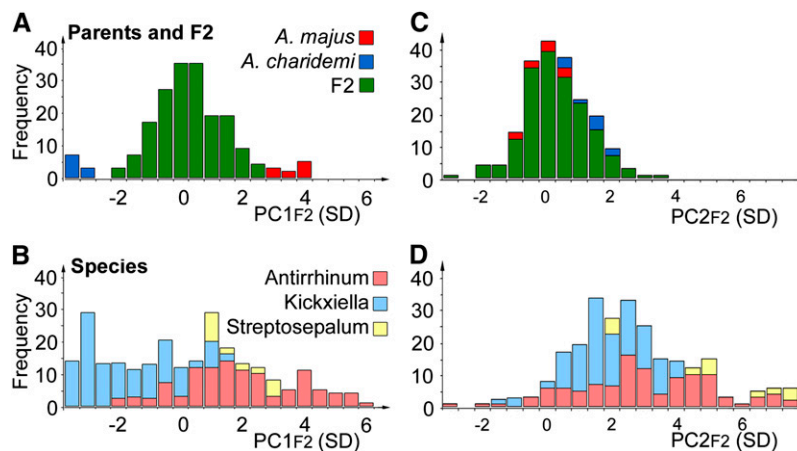 A
Parents and F2
A. majus
A. charidemi
F2
Frequency
40
30
20
10
0
-2 0 2 4 6
PC1F2 (SD)
C
40
30
20
10
0
-2 0 2 4 6
PC2F2 (SD)
B
Species
Antirrhinum
Kickxiella
Streptosepalum
Frequency
40
30
20
10
0
-2 0 2 4 6
PC1F2 (SD)
D
40
30
20
10
0
-2 0 2 4 6
PC2F2 (SD)